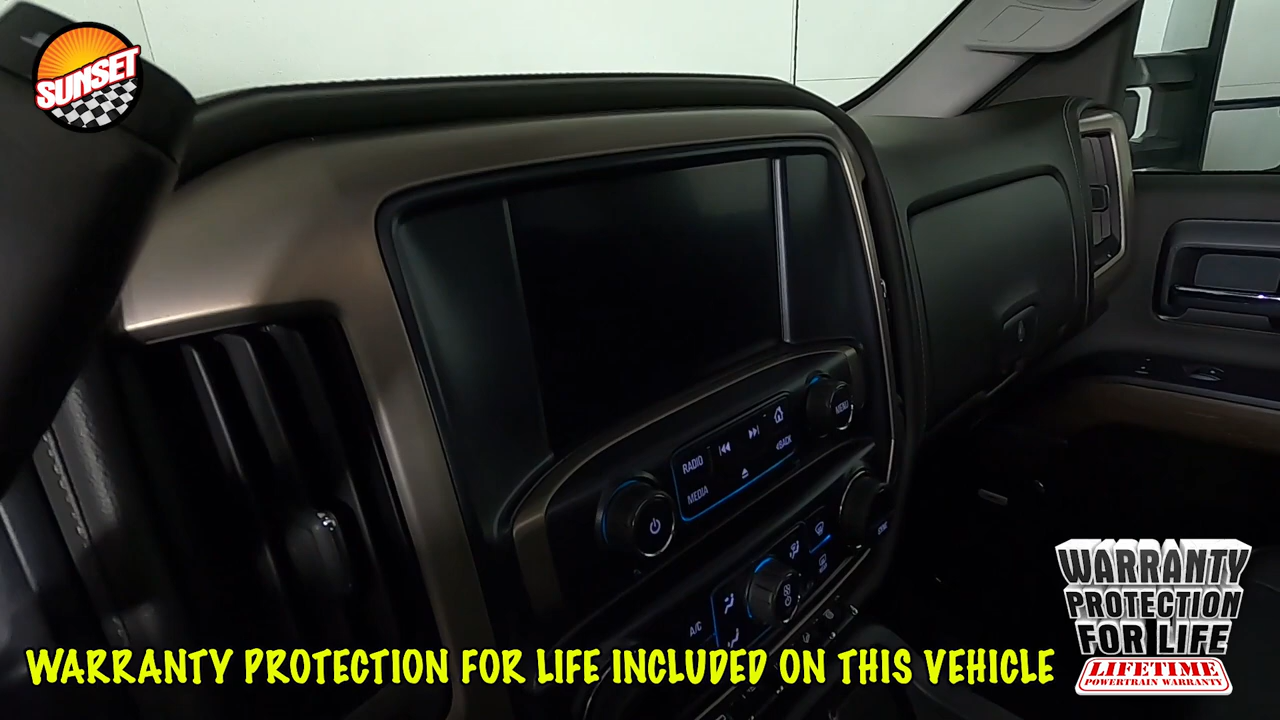 SUNSET
MENU
RADIO
BACK
MEDIA
A/C
WARRANTY
PROTECTION
FOR LIFE
LIFETIME
POWERTRAIN WARRANTY
WARRANTY PROTECTION FOR LIFE INCLUDED ON THIS VEHICLE